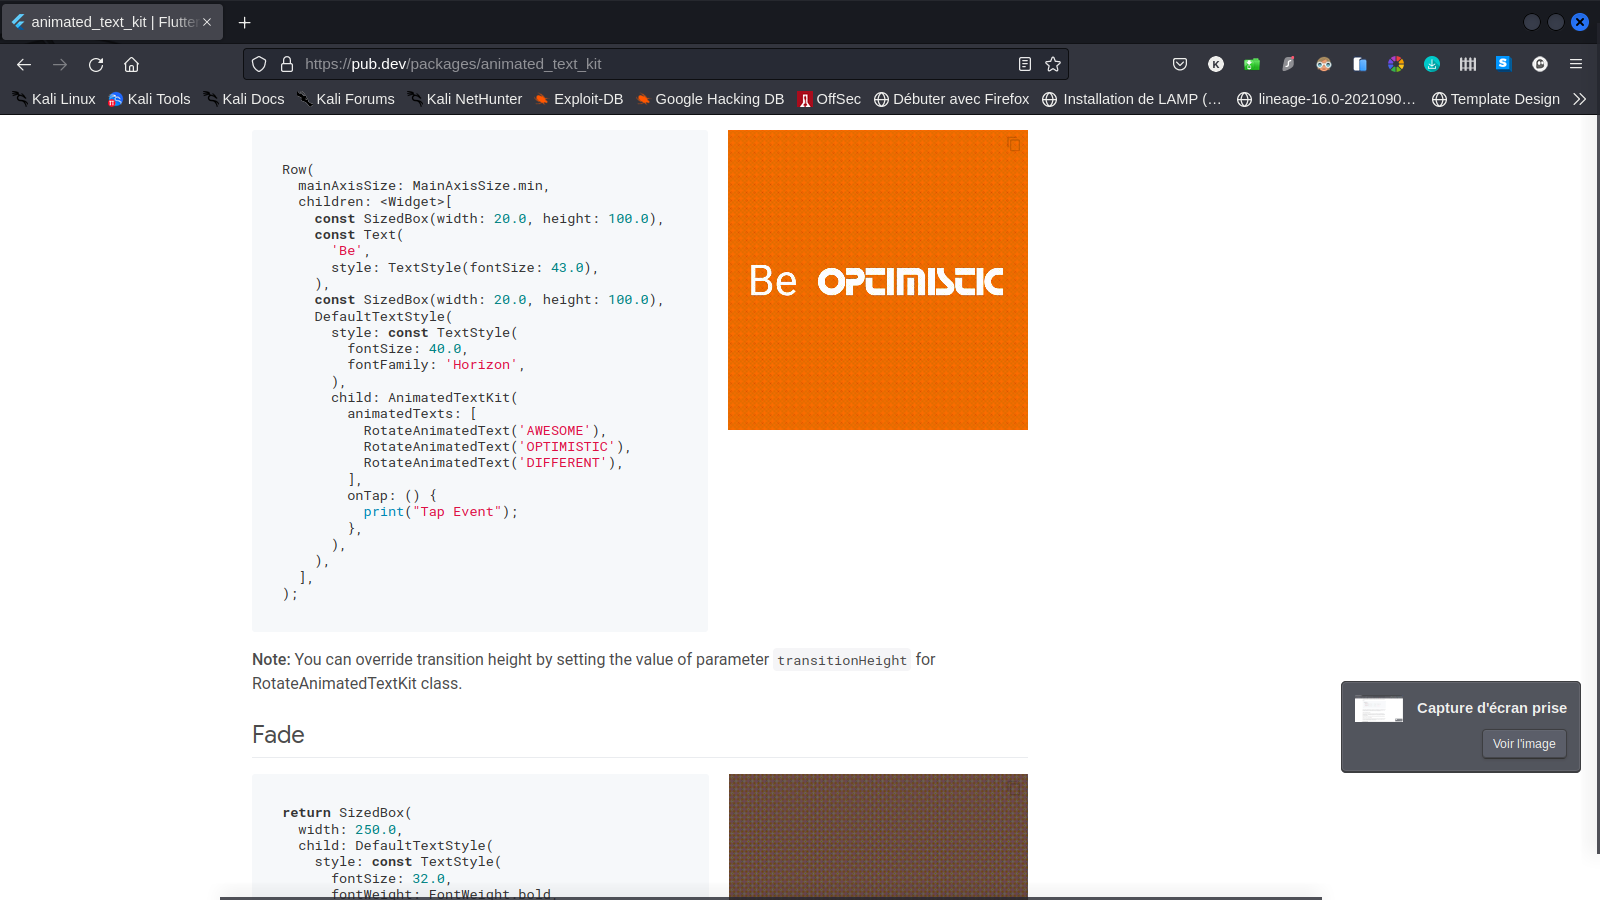 animated_text_kit | Flutter
https://pub.dev/packages/animated_text_kit
Kali Linux Kali Tools Kali Docs Kali Forums Kali NetHunter Exploit-DB Google Hacking DB OffSec Débuter avec Firefox Installation de LAMP (… lineage-16.0-2021090… Template Design
Row(
  mainAxisSize: MainAxisSize.min,
  children: <Widget>[
    const SizedBox(width: 20.0, height: 100.0),
    const Text(
      'Be',
      style: TextStyle(fontSize: 43.0),
    ),
    const SizedBox(width: 20.0, height: 100.0),
    DefaultTextStyle(
      style: const TextStyle(
        fontSize: 40.0,
        fontFamily: 'Horizon',
      ),
      child: AnimatedTextKit(
        animatedTexts: [
          RotateAnimatedText('AWESOME'),
          RotateAnimatedText('OPTIMISTIC'),
          RotateAnimatedText('DIFFERENT'),
        ],
        onTap: () {
          print("Tap Event");
        },
      ),
    ),
  ],
);
Be OPTIMISTIC
Note: You can override transition height by setting the value of parameter transitionHeight for
RotateAnimatedTextKit class.
Fade
return SizedBox(
  width: 250.0,
  child: DefaultTextStyle(
    style: const TextStyle(
      fontSize: 32.0,
      fontWeight: FontWeight.bold,
Capture d'écran prise
Voir l'image